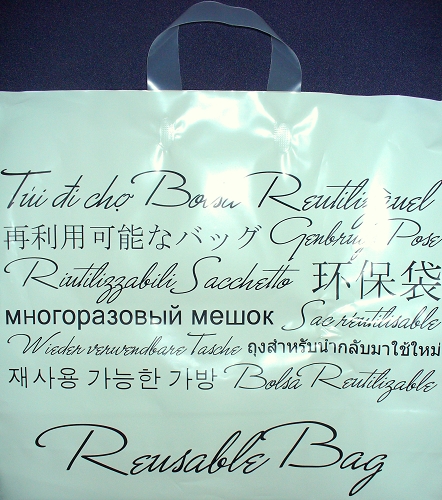 Túi đi chợ Bolsa Reutilizável
再利用可能なバッグ Genbrug Pose
Riutilizzabili Sacchetto 环保袋
многоразовый мешок Sac réutilisable
Wieder verwendbare Tasche ถุงสำหรับนำกลับมาใช้ใหม่
재사용 가능한 가방 Bolsa Reutilizable
Reusable Bag